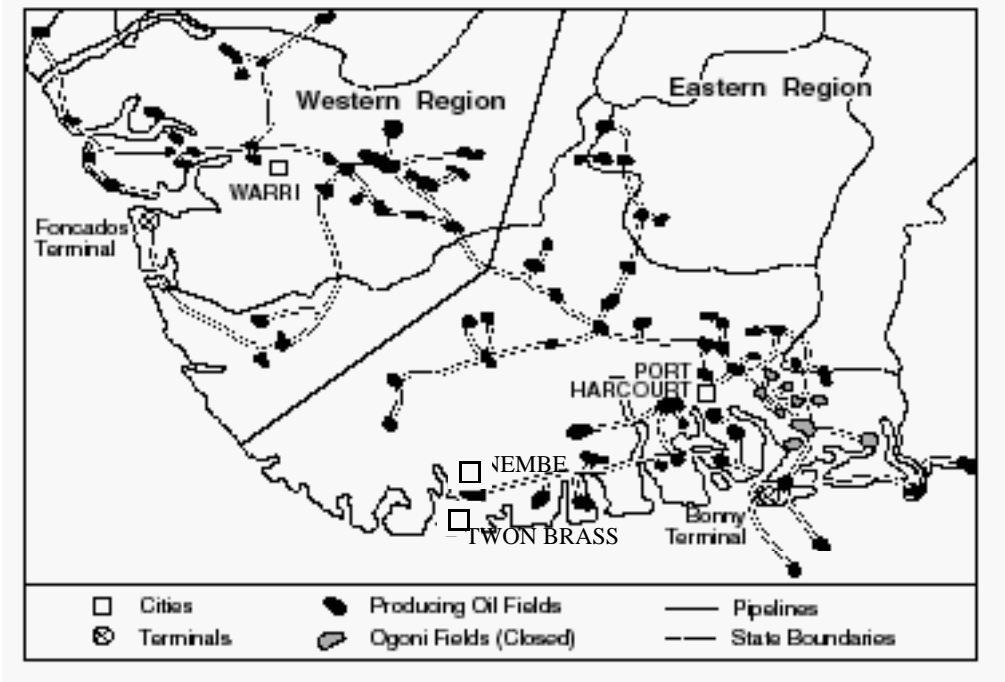 Western Region
Eastern Region
WARRI
Foncados
Terminal
PORT
HARCOURT
NEMBE
TWON BRASS
Bonny
Terminal
Cities
Producing Oil Fields
Pipelines
Terminals
Ogoni Fields (Closed)
State Boundaries